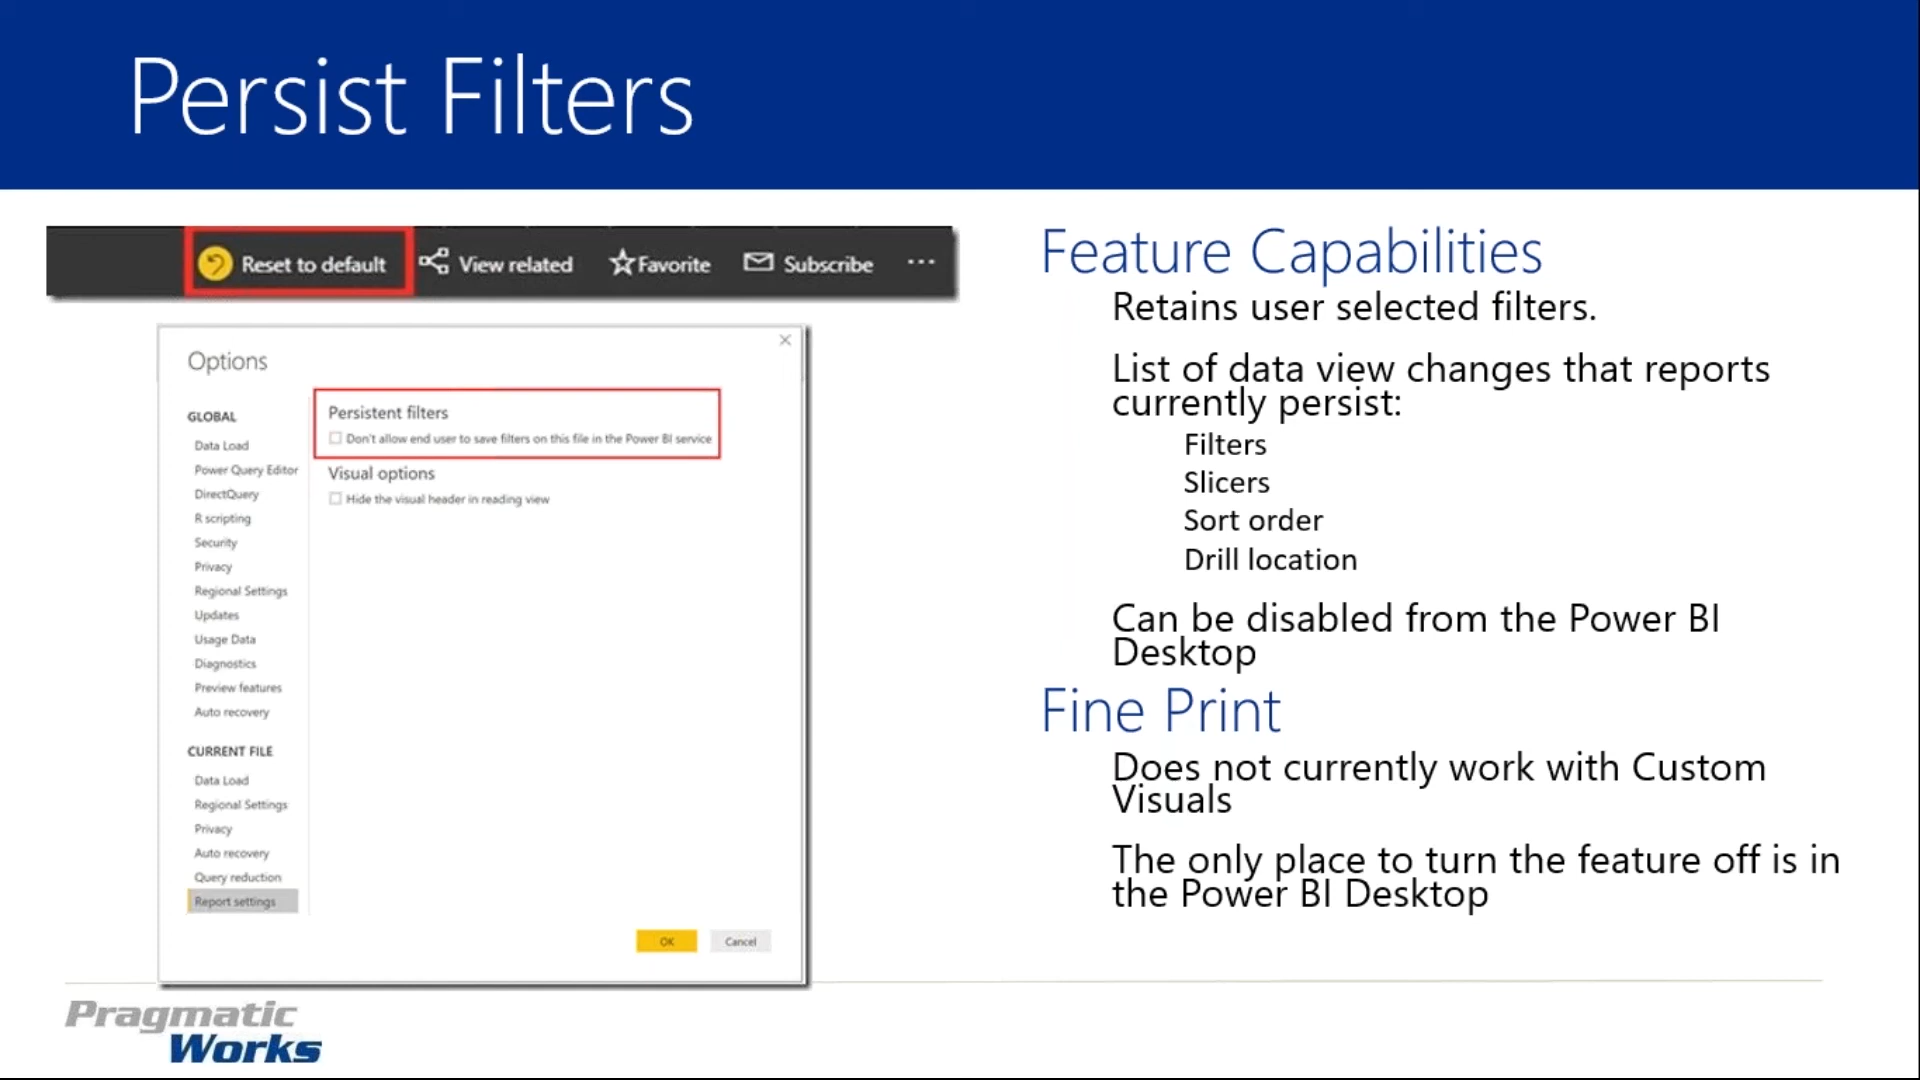 Persist Filters
Reset to default
View related
Favorite
Subscribe
Options
GLOBAL
Data Load
Power Query Editor
DirectQuery
R scripting
Security
Privacy
Regional Settings
Updates
Usage Data
Diagnostics
Preview features
Auto recovery
CURRENT FILE
Data Load
Regional Settings
Privacy
Auto recovery
Query reduction
Report settings
Persistent filters
Don't allow end user to save filters on this file in the Power BI service
Visual options
Hide the visual header in reading view
OK
Cancel
Feature Capabilities
Retains user selected filters.
List of data view changes that reports
currently persist:
Filters
Slicers
Sort order
Drill location
Can be disabled from the Power BI
Desktop
Fine Print
Does not currently work with Custom
Visuals
The only place to turn the feature off is in
the Power BI Desktop
Pragmatic
Works